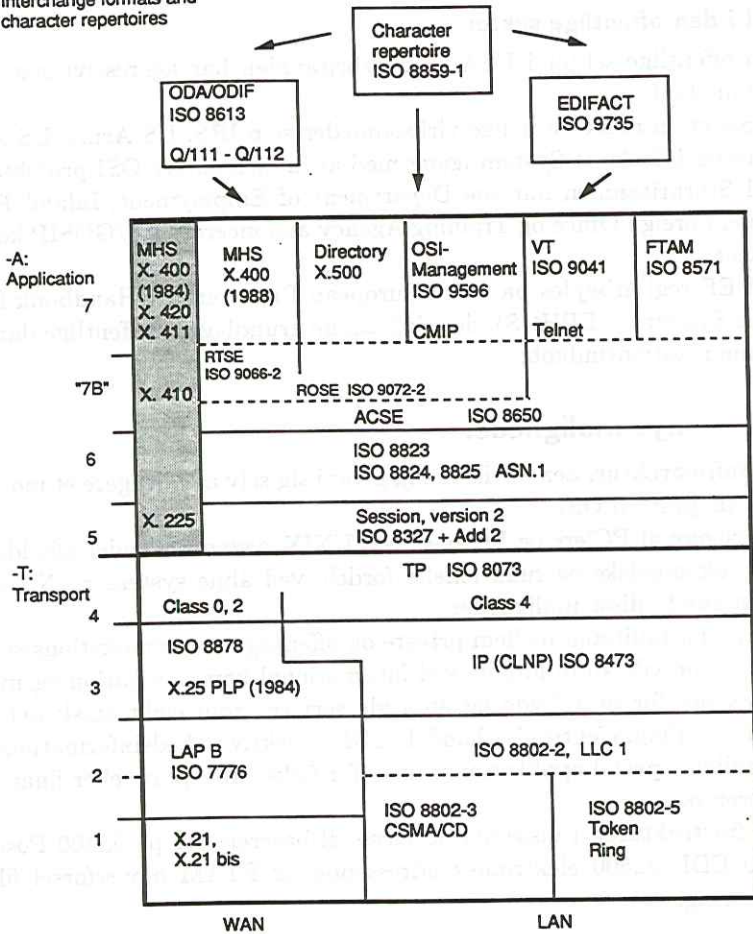 interchange formats and
character repertoires
Character
repertoire
ISO 8859-1
ODA/ODIF
ISO 8613
Q/111 - Q/112
EDIFACT
ISO 9735
-A:
Application
7
MHS
X. 400
(1984)
X. 420
X. 411
MHS
X.400
(1988)
Directory
X.500
OSI-
Management
ISO 9596
CMIP
VT
ISO 9041
Telnet
FTAM
ISO 8571
"7B"
X. 410
RTSE
ISO 9066-2
ROSE ISO 9072-2
ACSE ISO 8650
6
ISO 8823
ISO 8824, 8825 ASN.1
5
X. 225
Session, version 2
ISO 8327 + Add 2
-T:
Transport
4
TP ISO 8073
Class 0, 2
Class 4
3
ISO 8878
X.25 PLP (1984)
IP (CLNP) ISO 8473
2
LAP B
ISO 7776
ISO 8802-2, LLC 1
1
X.21,
X.21 bis
ISO 8802-3
CSMA/CD
ISO 8802-5
Token
Ring
WAN
LAN